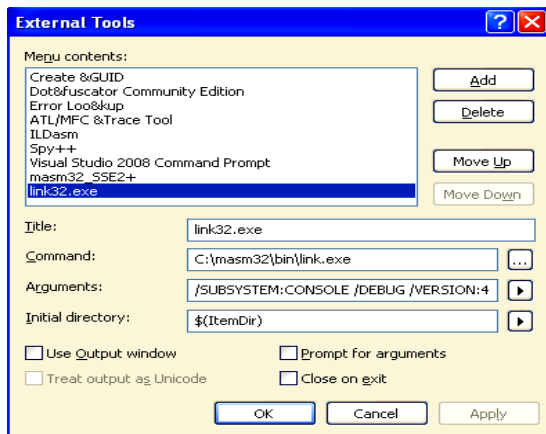 External Tools
Menu contents:
Create &GUID
Dot&fuscator Community Edition
Error Loo&kup
ATL/MFC &Trace Tool
ILDasm
Spy++
Visual Studio 2008 Command Prompt
masm32_SSE2+
link32.exe
Add
Delete
Move Up
Move Down
Title: link32.exe
Command: C:\masm32\bin\link.exe ...
Arguments: /SUBSYSTEM:CONSOLE /DEBUG /VERSION:4
Initial directory: $(ItemDir)
Use Output window Prompt for arguments
Treat output as Unicode Close on exit
OK Cancel Apply